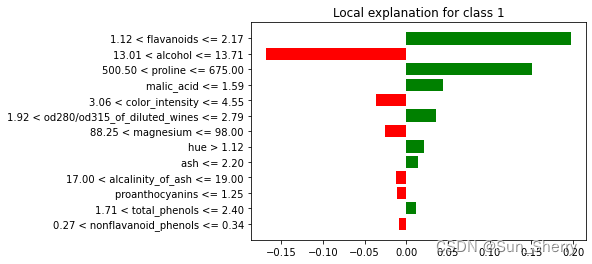 Local explanation for class 1
1.12 < flavanoids <= 2.17
13.01 < alcohol <= 13.71
500.50 < proline <= 675.00
malic_acid <= 1.59
3.06 < color_intensity <= 4.55
1.92 < od280/od315_of_diluted_wines <= 2.79
88.25 < magnesium <= 98.00
hue > 1.12
ash <= 2.20
17.00 < alcalinity_of_ash <= 19.00
proanthocyanins <= 1.25
1.71 < total_phenols <= 2.40
0.27 < nonflavanoid_phenols <= 0.34
−0.15 −0.10 −0.05 0.00 0.05 0.10 0.15 0.20
CSDN @Sun_Sherry